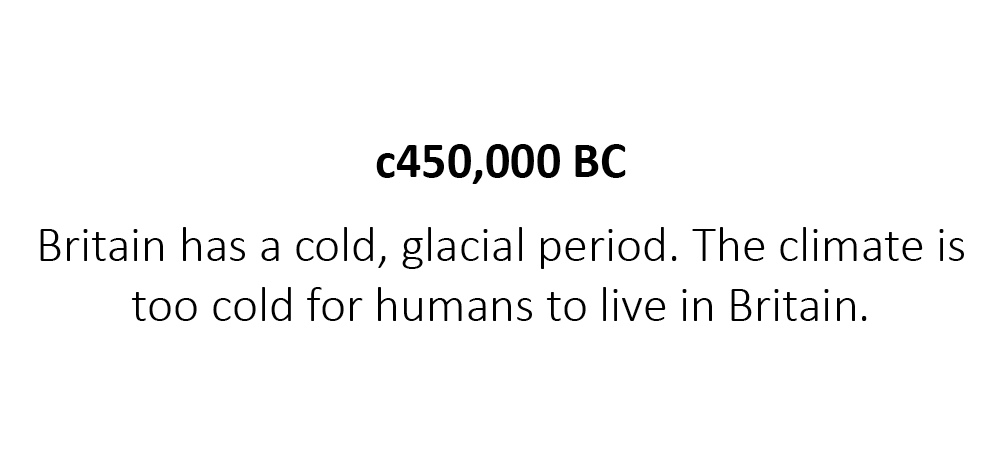 c450,000 BC
Britain has a cold, glacial period. The climate is
too cold for humans to live in Britain.